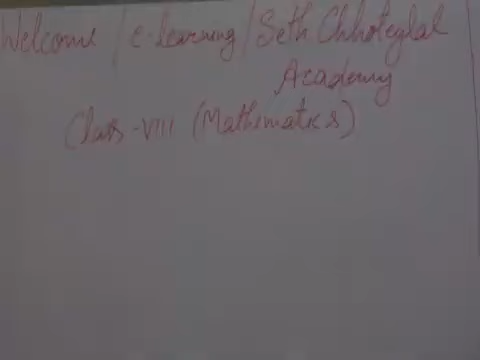 Welcome / e-learning / Seth Chhoteylal
Academy
Class-VIII (Mathematics)